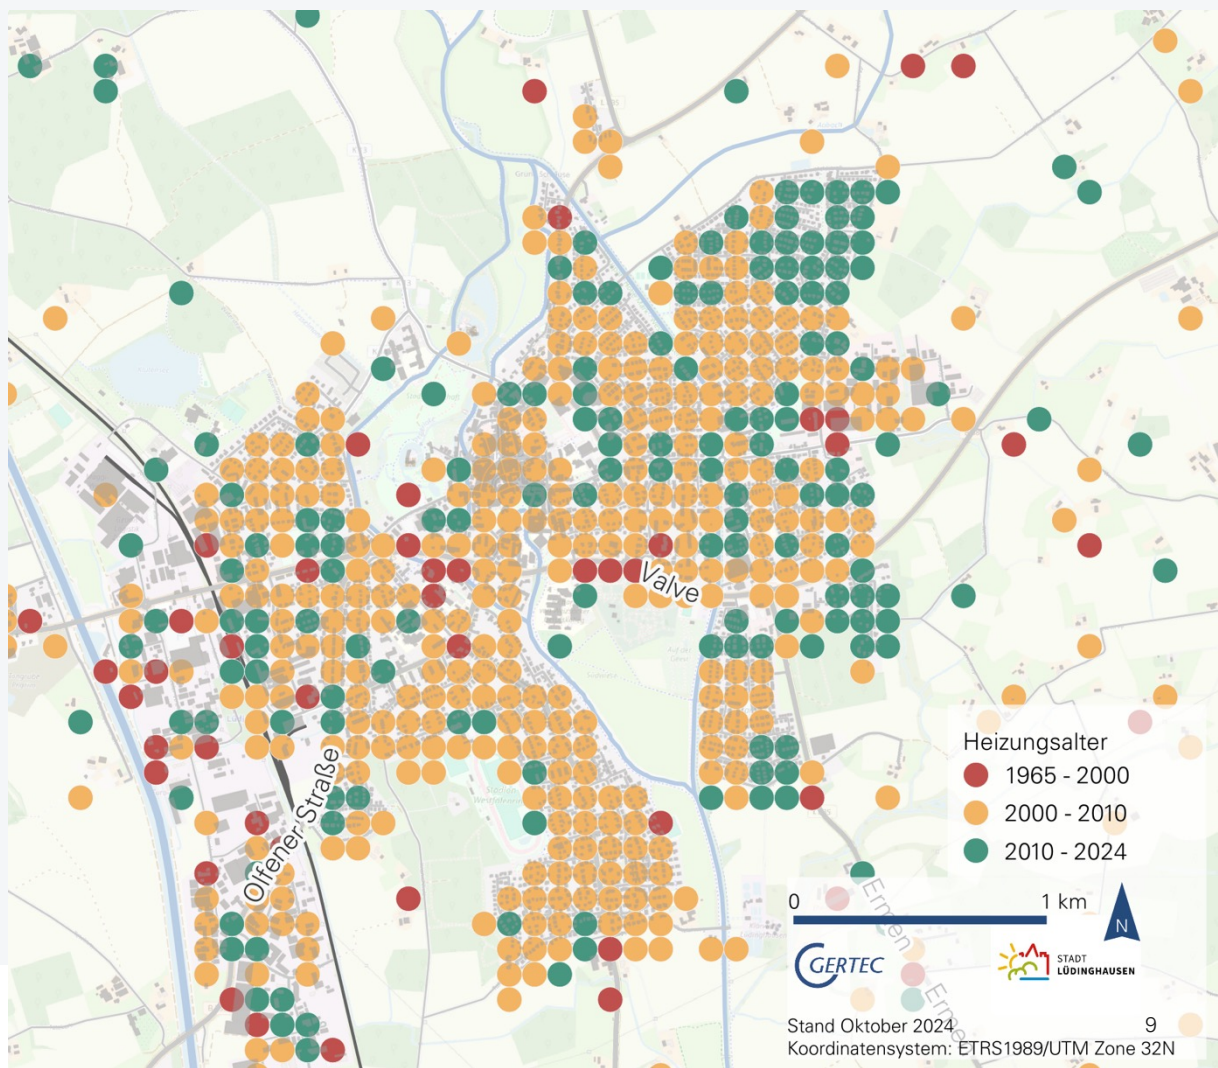 Valve
Olfener Straße
Heizungsalter
1965 - 2000
2000 - 2010
2010 - 2024
Ermen
0 1 km
N
GERTEC
STADT
LÜDINGHAUSEN
Stand Oktober 2024 9
Koordinatensystem: ETRS1989/UTM Zone 32N